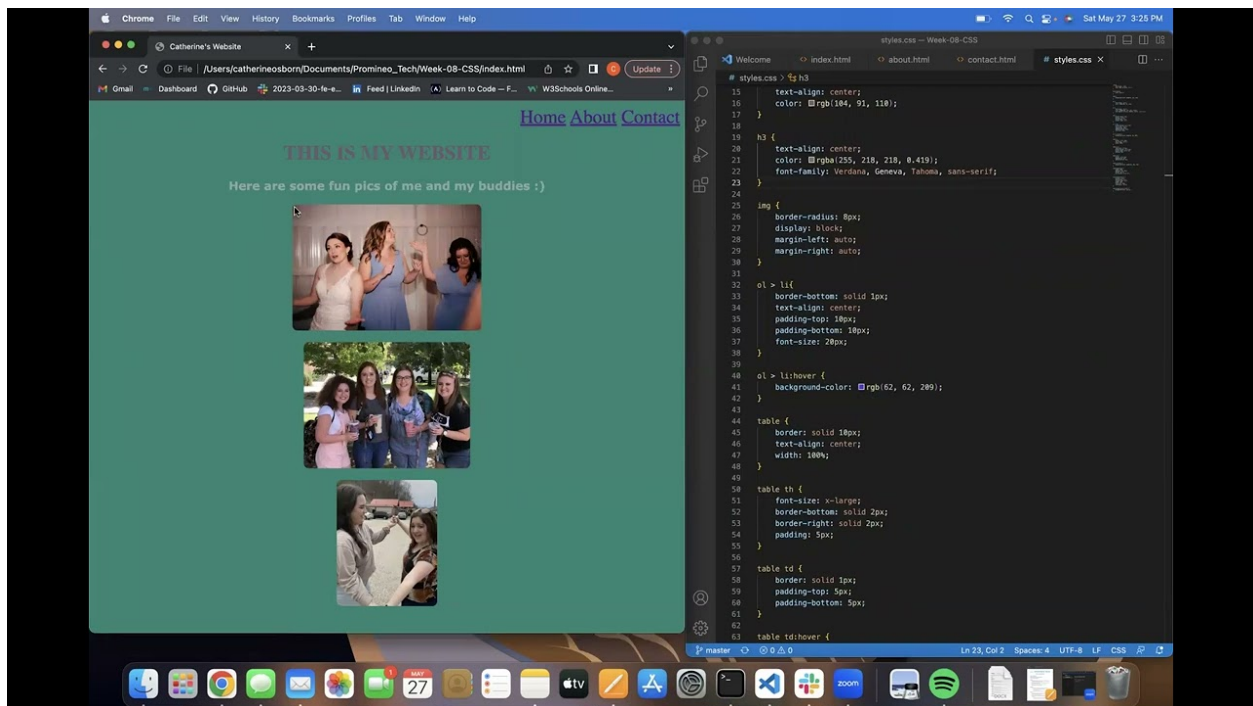 Chrome File Edit View History Bookmarks Profiles Tab Window Help
Sat May 27 3:25 PM
Catherine's Website
File /Users/catherineosborn/Documents/Promineo_Tech/Week-08-CSS/index.html
Update
Gmail Dashboard GitHub 2023-03-30-fe-e... Feed | LinkedIn Learn to Code — F... W3Schools Online... »
Home About Contact
THIS IS MY WEBSITE
Here are some fun pics of me and my buddies :}
styles.css — Week-08-CSS
Welcome index.html about.html contact.html # styles.css
# styles.css > h3
15 text-align: center;
16 color: rgb(104, 91, 110);
17 }
18
19 h3 {
20 text-align: center;
21 color: rgba(255, 218, 218, 0.419);
22 font-family: Verdana, Geneva, Tahoma, sans-serif;
23 }
24
25 img {
26 border-radius: 8px;
27 display: block;
28 margin-left: auto;
29 margin-right: auto;
30 }
31
32 ol > li{
33 border-bottom: solid 1px;
34 text-align: center;
35 padding-top: 10px;
36 padding-bottom: 10px;
37 font-size: 20px;
38 }
39
40 ol > li:hover {
41 background-color: rgb(62, 62, 209);
42 }
43
44 table {
45 border: solid 10px;
46 text-align: center;
47 width: 100%;
48 }
49
50 table th {
51 font-size: x-large;
52 border-bottom: solid 2px;
53 border-right: solid 2px;
54 padding: 5px;
55 }
56
57 table td {
58 border: solid 1px;
59 padding-top: 5px;
60 padding-bottom: 5px;
61 }
62
63 table td:hover {
master 0 0 Ln 23, Col 2 Spaces: 4 UTF-8 LF CSS
1
MAY
27
tv
zoom